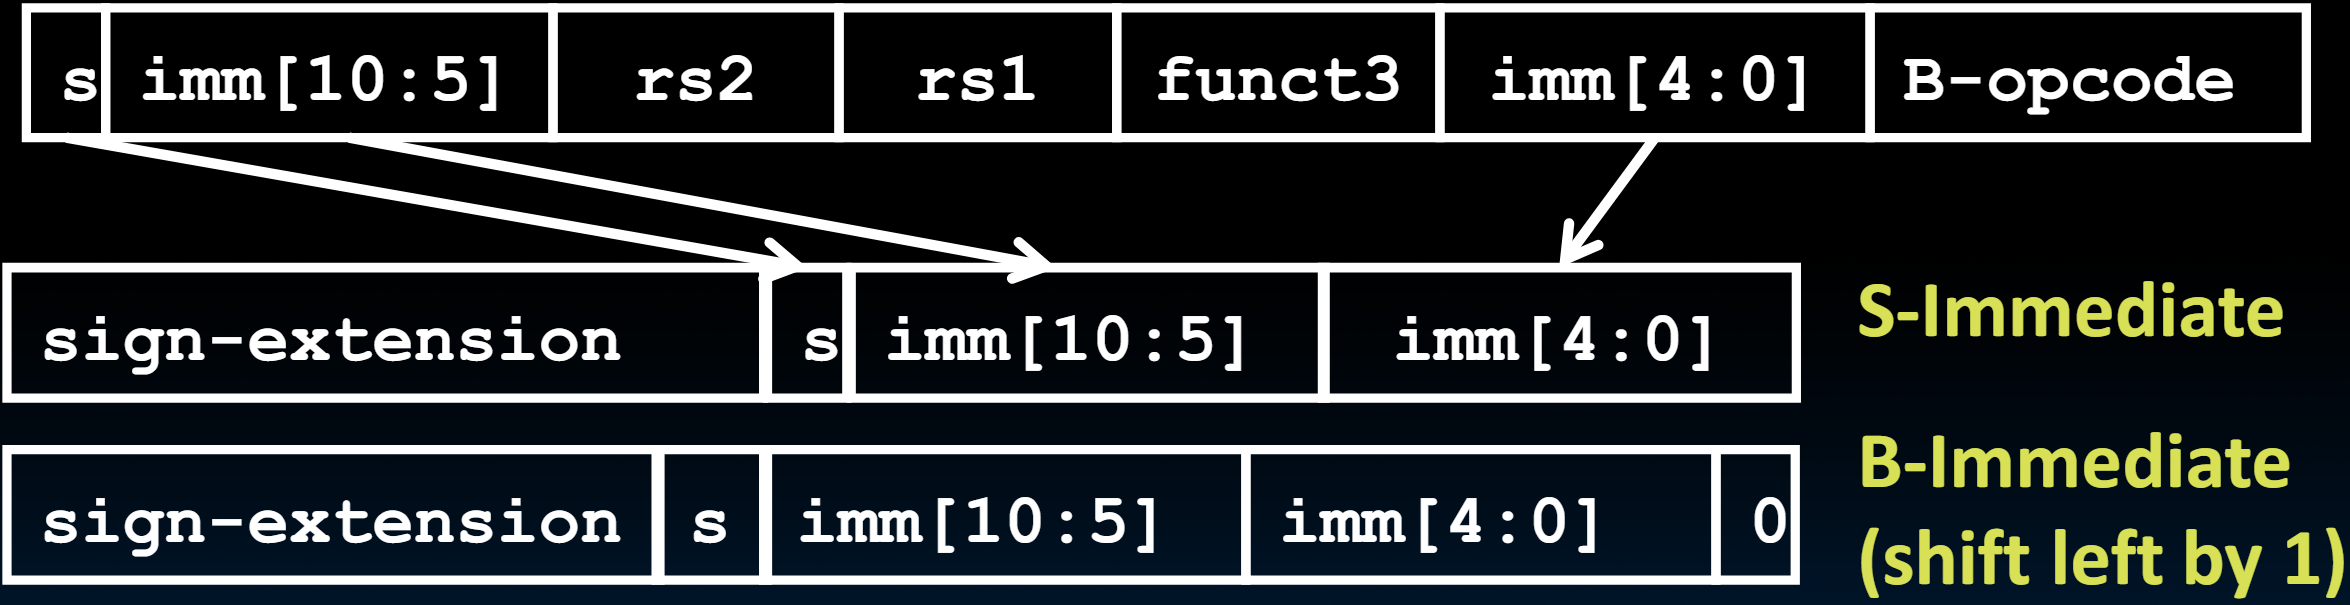 s imm[10:5] rs2 rs1 funct3 imm[4:0] B-opcode
sign-extension s imm[10:5] imm[4:0] S-Immediate
sign-extension s imm[10:5] imm[4:0] 0 B-Immediate
(shift left by 1)